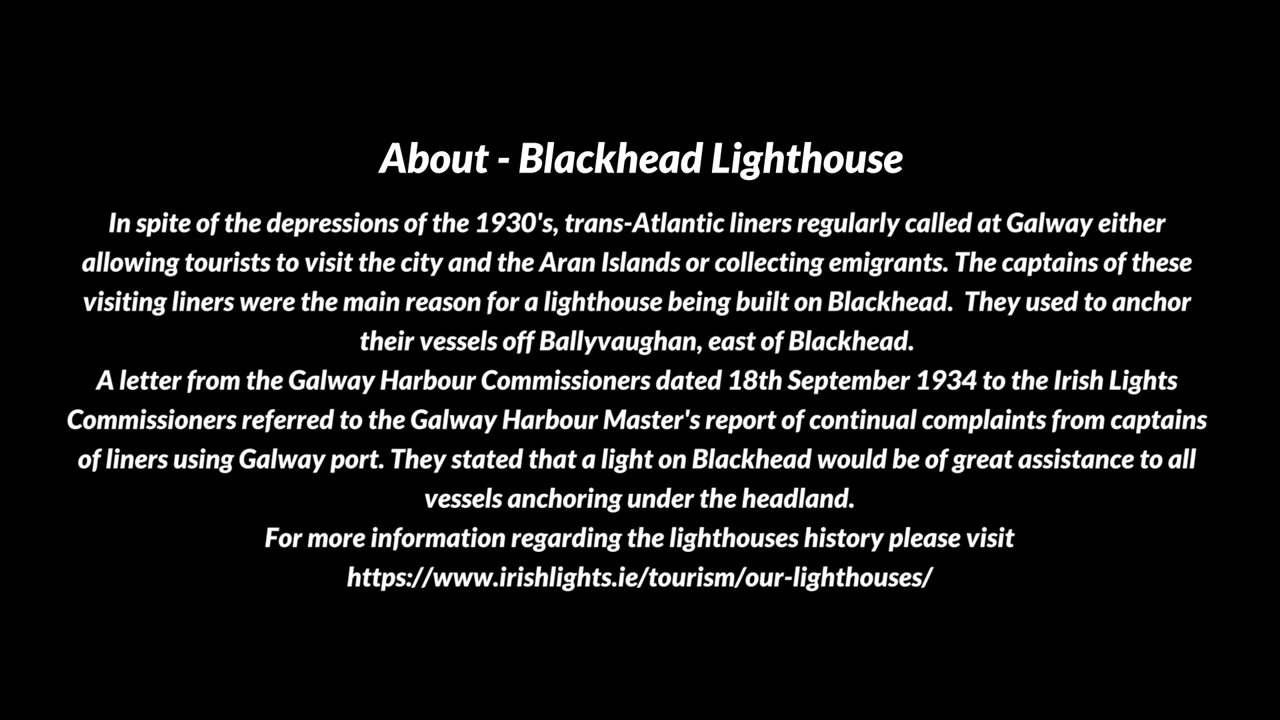 About - Blackhead Lighthouse
In spite of the depressions of the 1930's, trans-Atlantic liners regularly called at Galway either
allowing tourists to visit the city and the Aran Islands or collecting emigrants. The captains of these
visiting liners were the main reason for a lighthouse being built on Blackhead.  They used to anchor
their vessels off Ballyvaughan, east of Blackhead.
A letter from the Galway Harbour Commissioners dated 18th September 1934 to the Irish Lights
Commissioners referred to the Galway Harbour Master's report of continual complaints from captains
of liners using Galway port. They stated that a light on Blackhead would be of great assistance to all
vessels anchoring under the headland.
For more information regarding the lighthouses history please visit
https://www.irishlights.ie/tourism/our-lighthouses/